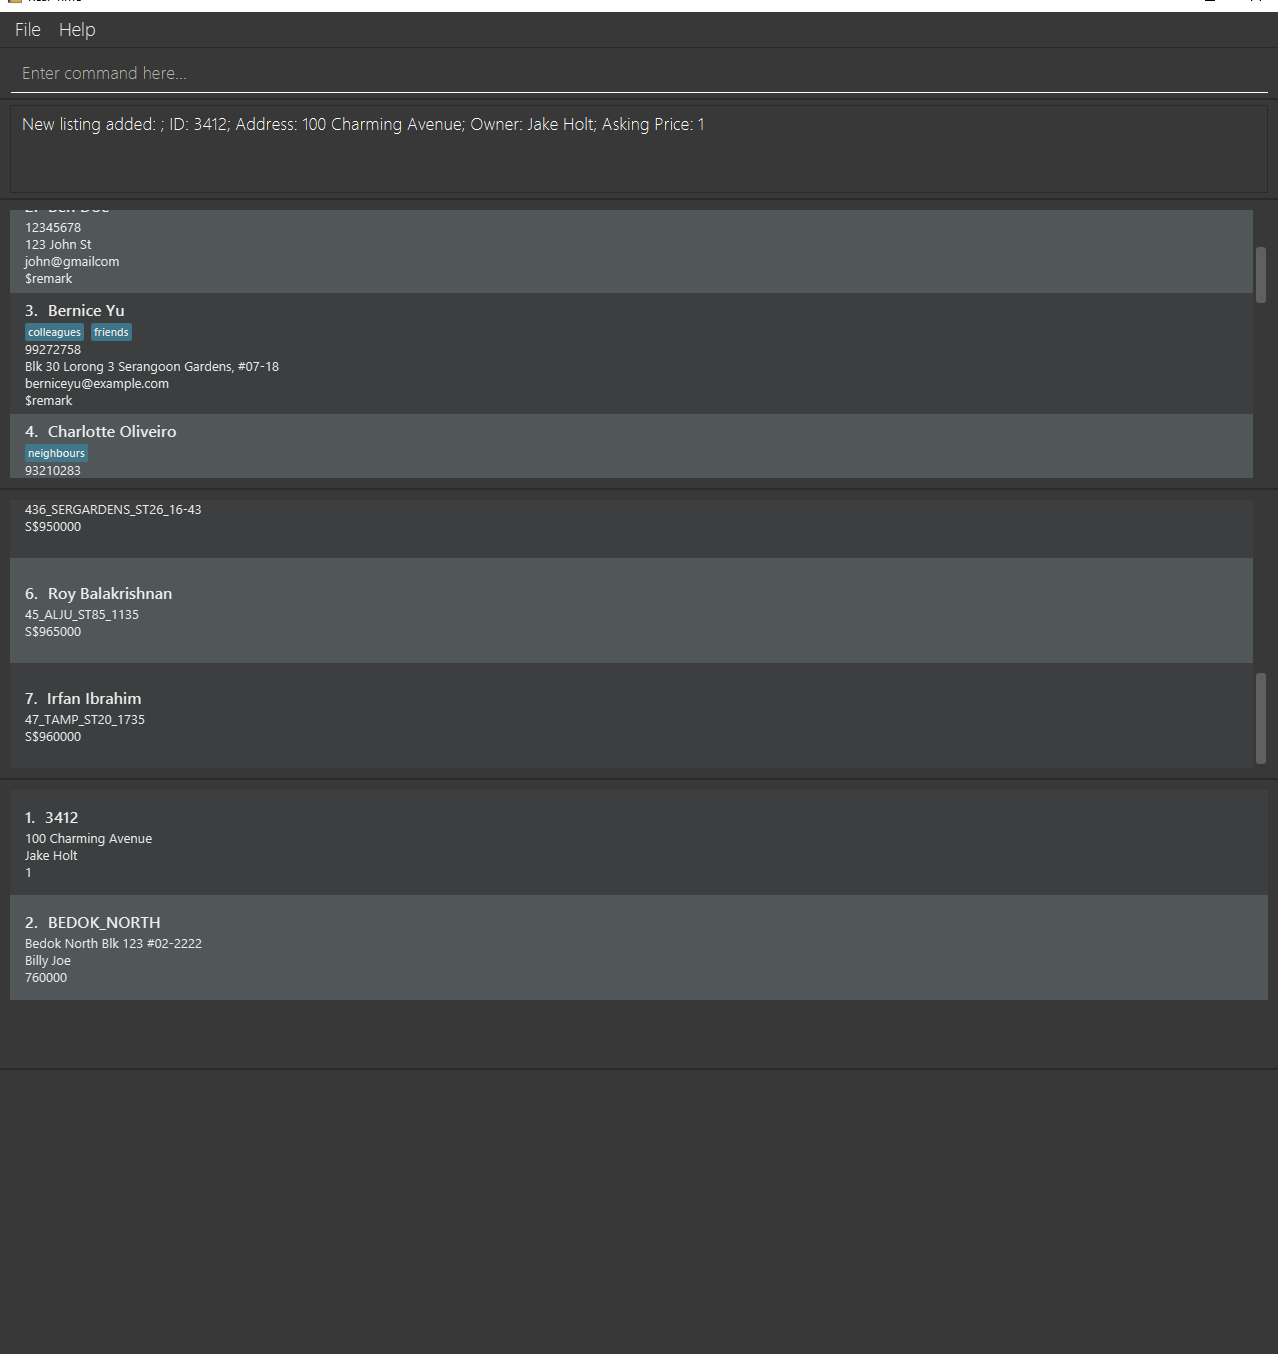 File Help
Enter command here...
New listing added: ; ID: 3412; Address: 100 Charming Avenue; Owner: Jake Holt; Asking Price: 1
12345678
123 John St
john@gmailcom
$remark
3. Bernice Yu
colleagues friends
99272758
Blk 30 Lorong 3 Serangoon Gardens, #07-18
berniceyu@example.com
$remark
4. Charlotte Oliveiro
neighbours
93210283
436_SERGARDENS_ST26_16-43
S$950000
6. Roy Balakrishnan
45_ALJU_ST85_1135
S$965000
7. Irfan Ibrahim
47_TAMP_ST20_1735
S$960000
1. 3412
100 Charming Avenue
Jake Holt
1
2. BEDOK_NORTH
Bedok North Blk 123 #02-2222
Billy Joe
760000